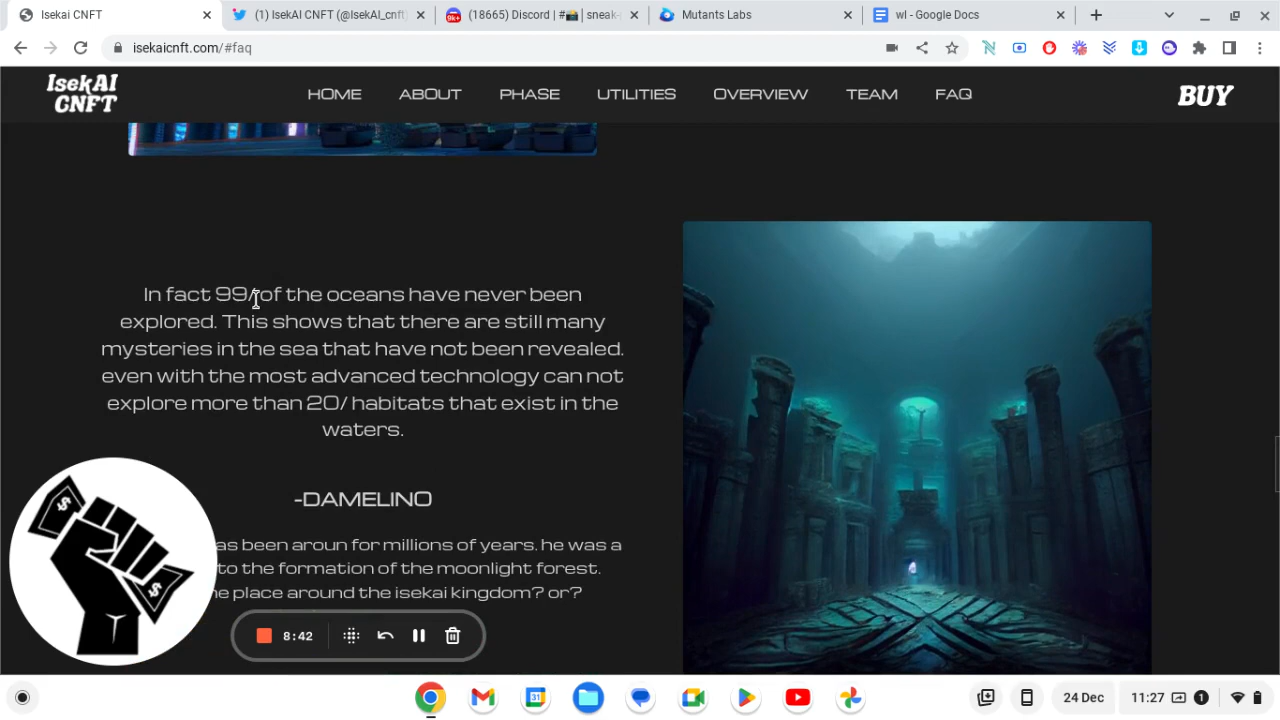 Isekai CNFT
(1) IsekAI CNFT (@IsekAI_cnft
9k+
(18665) Discord | #📸 | sneak-
Mutants Labs
wl - Google Docs
isekaicnft.com/#faq
IsekAI
CNFT
HOME
ABOUT
PHASE
UTILITIES
OVERVIEW
TEAM
FAQ
BUY
In fact 99/of the oceans have never been
explored. This shows that there are still many
mysteries in the sea that have not been revealed.
even with the most advanced technology can not
explore more than 20/ habitats that exist in the
waters.
-DAMELINO
as been aroun for millions of years. he was a
to the formation of the moonlight forest.
e place around the isekai kingdom? or?
$
$
8:42
31
24 Dec
11:27
1